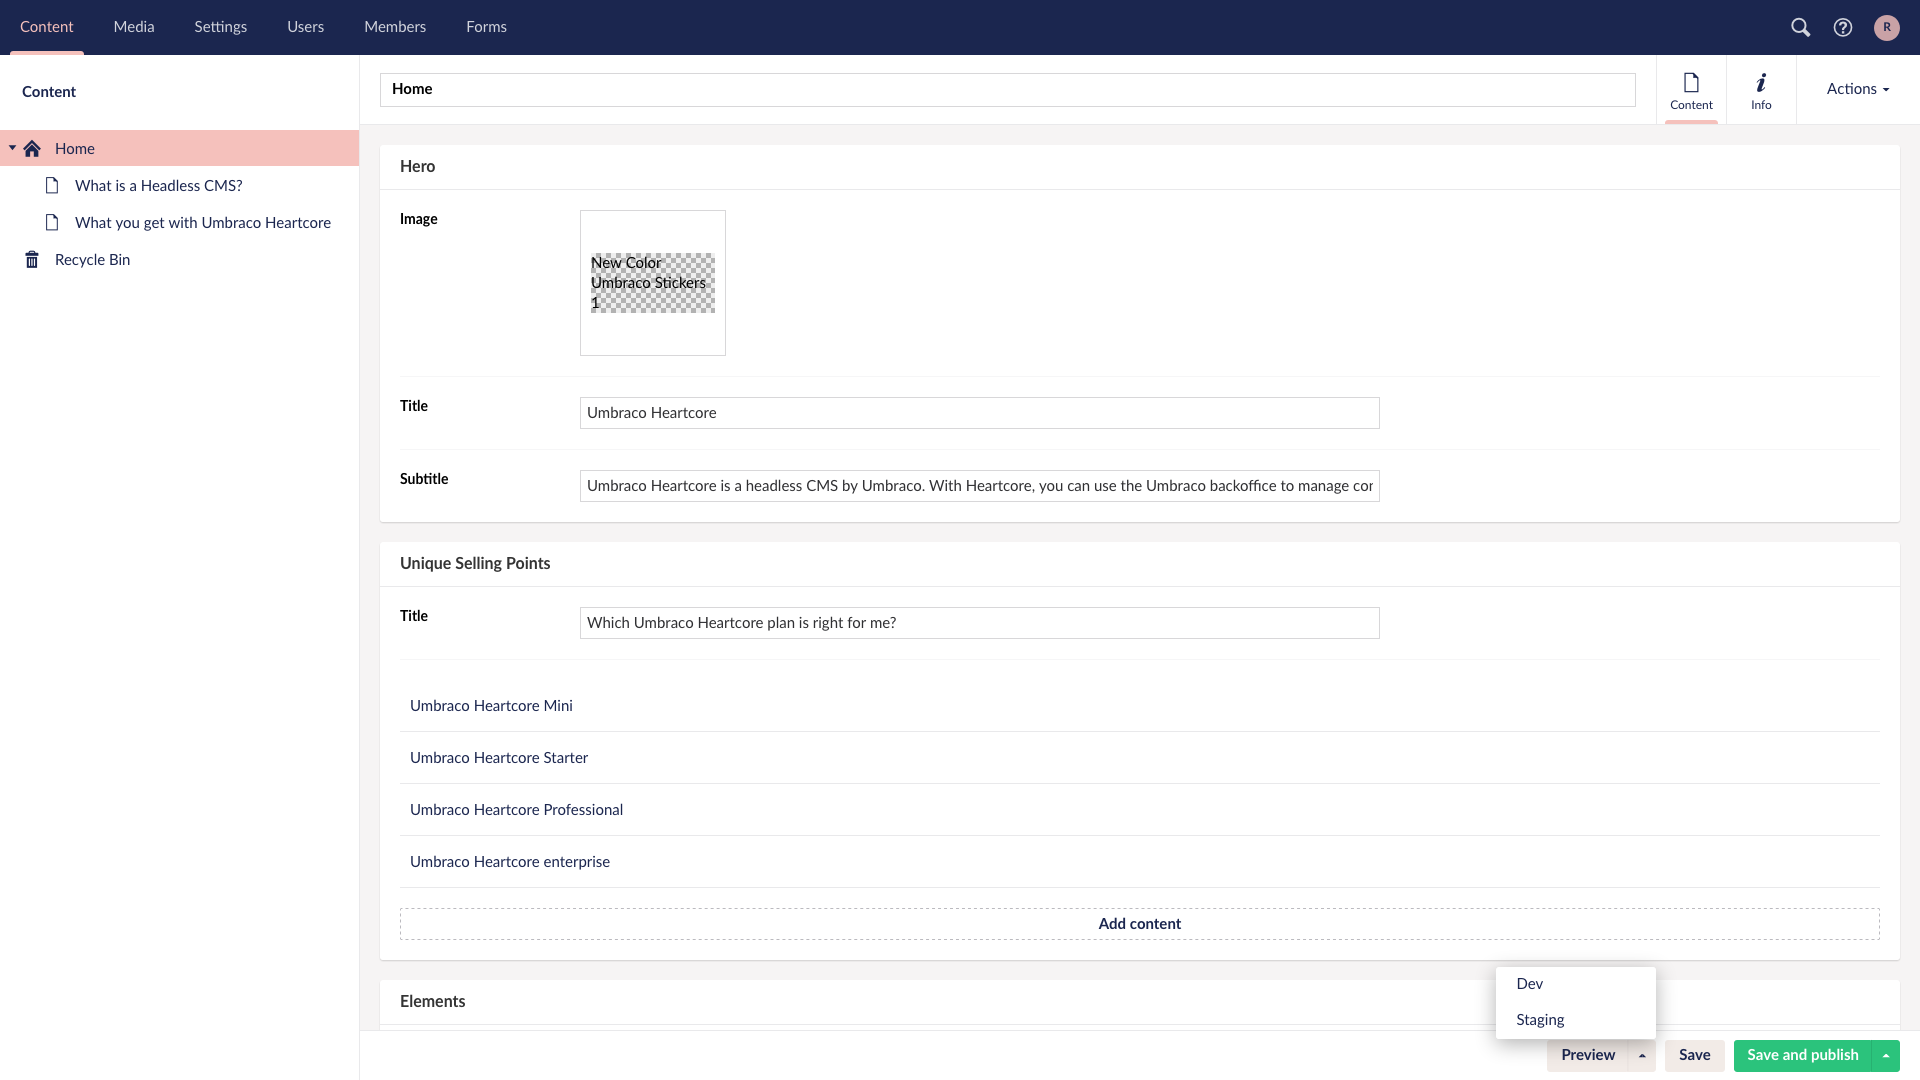 Content Media Settings Users Members Forms
R
Content
Home
What is a Headless CMS?
What you get with Umbraco Heartcore
Recycle Bin
Home
Content
Info
Actions
Hero
Image
New Color
Umbraco Stickers
1
Title
Umbraco Heartcore
Subtitle
Umbraco Heartcore is a headless CMS by Umbraco. With Heartcore, you can use the Umbraco backoffice to manage
Unique Selling Points
Title
Which Umbraco Heartcore plan is right for me?
Umbraco Heartcore Mini
Umbraco Heartcore Starter
Umbraco Heartcore Professional
Umbraco Heartcore enterprise
Add content
Elements
Dev
Staging
Preview
Save
Save and publish